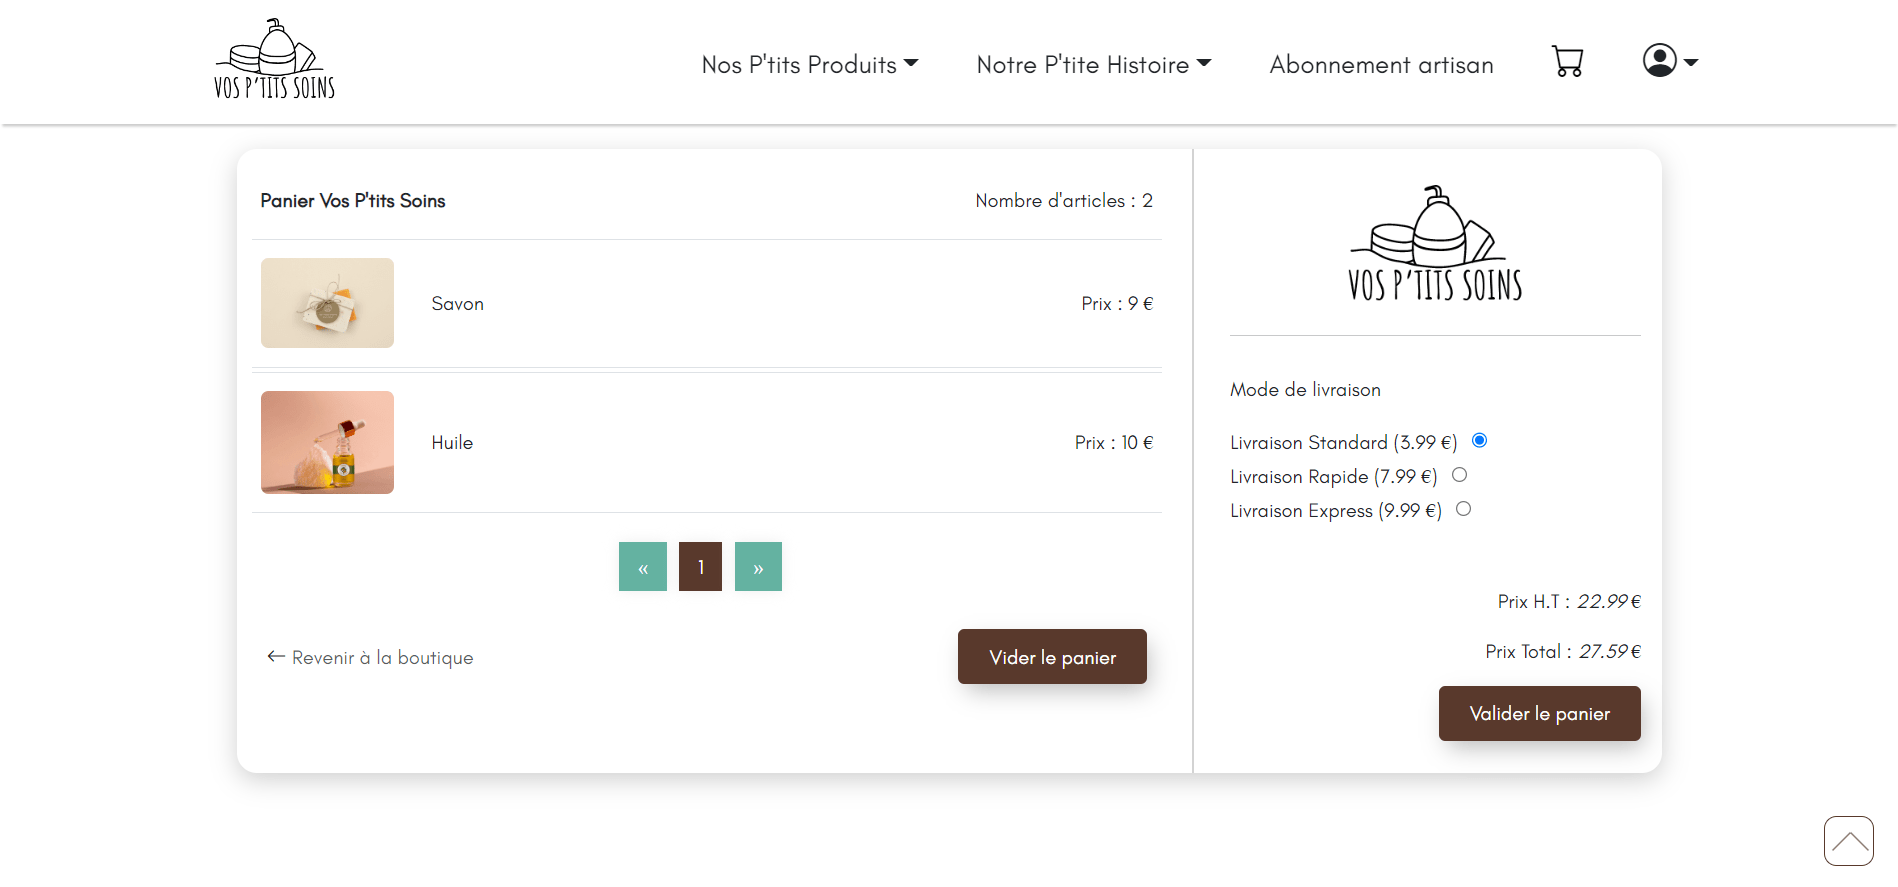 VOS P'TITS SOINS
Nos P'tits Produits
Notre P'tite Histoire
Abonnement artisan
Panier Vos P'tits Soins
Nombre d'articles : 2
Savon
Prix : 9 €
Huile
Prix : 10 €
« 1 »
← Revenir à la boutique
Vider le panier
VOS P'TITS SOINS
Mode de livraison
Livraison Standard (3.99 €)
Livraison Rapide (7.99 €)
Livraison Express (9.99 €)
Prix H.T : 22.99 €
Prix Total : 27.59 €
Valider le panier